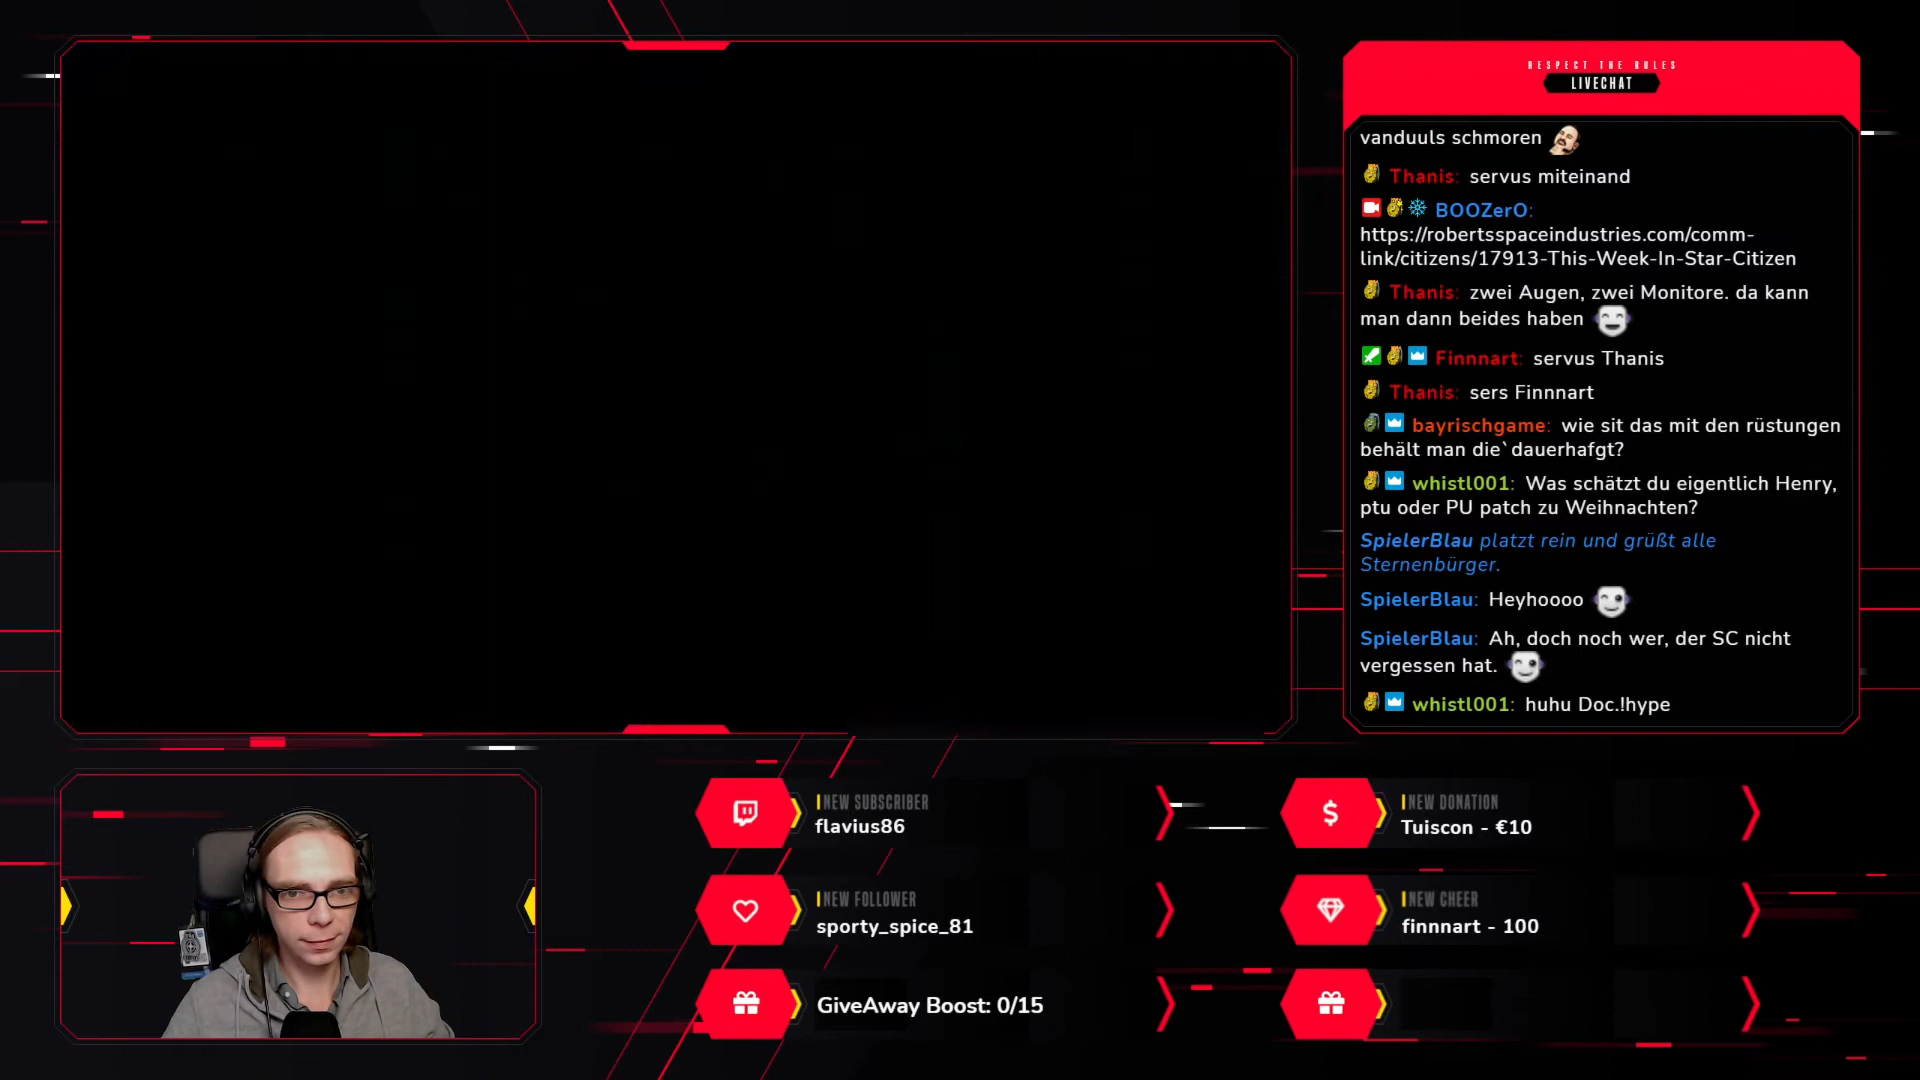 RESPECT THE RULES
LIVECHAT
vanduuls schmoren
Thanis: servus miteinand
BOOZerO:
https://robertsspaceindustries.com/comm-
link/citizens/17913-This-Week-In-Star-Citizen
Thanis: zwei Augen, zwei Monitore. da kann
man dann beides haben
Finnnart: servus Thanis
Thanis: sers Finnnart
bayrischgame: wie sit das mit den rüstungen
behält man die`dauerhafgt?
whistl001: Was schätzt du eigentlich Henry,
ptu oder PU patch zu Weihnachten?
SpielerBlau platzt rein und grüßt alle
Sternenbürger.
SpielerBlau: Heyhoooo
SpielerBlau: Ah, doch noch wer, der SC nicht
vergessen hat.
whistl001: huhu Doc.!hype
NEW SUBSCRIBER
flavius86
NEW DONATION
Tuiscon - €10
NEW FOLLOWER
sporty_spice_81
NEW CHEER
finnnart - 100
GiveAway Boost: 0/15